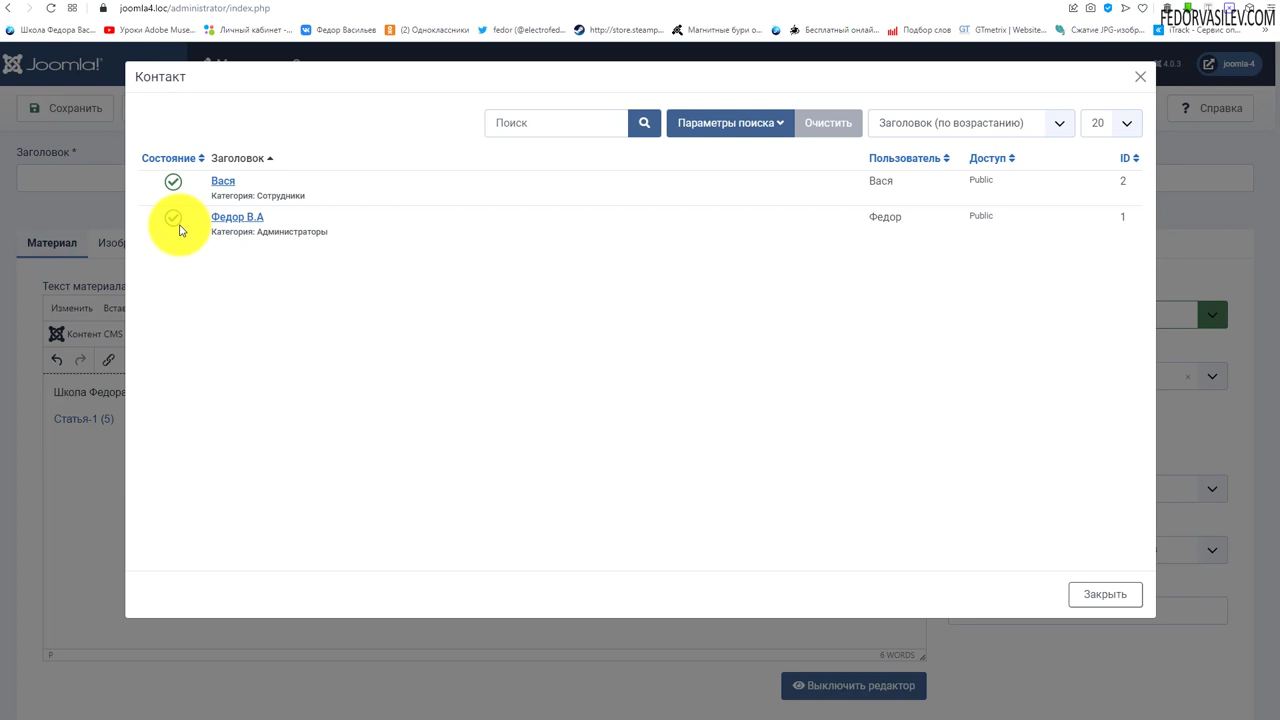 joomla4.loc/administrator/index.php
FEDORVASILEV.COM
Школа Федора Вас...
Уроки Adobe Muse...
Личный кабинет -...
Федор Васильев
(2) Одноклассники
fedor (@electrofed...
http://store.steamp...
Магнитные бури о...
Бесплатный онлай...
Подбор слов
GTmetrix | Website...
Сжатие JPG-изобр...
iTrack - Сервис оп...
Joomla!
4.0.3
joomla-4
Контакт
Сохранить
Поиск
Параметры поиска
Очистить
Заголовок (по возрастанию)
20
Справка
Заголовок *
Состояние
Заголовок
Пользователь
Доступ
ID
Вася
Вася
Public
2
Категория: Сотрудники
Федор В.А
Федор
Public
1
Категория: Администраторы
Материал
Изобр
Текст материала
Изменить
Вста
Контент CMS
Школа Федора
Статья-1 (5)
Закрыть
P
6 WORDS
Выключить редактор